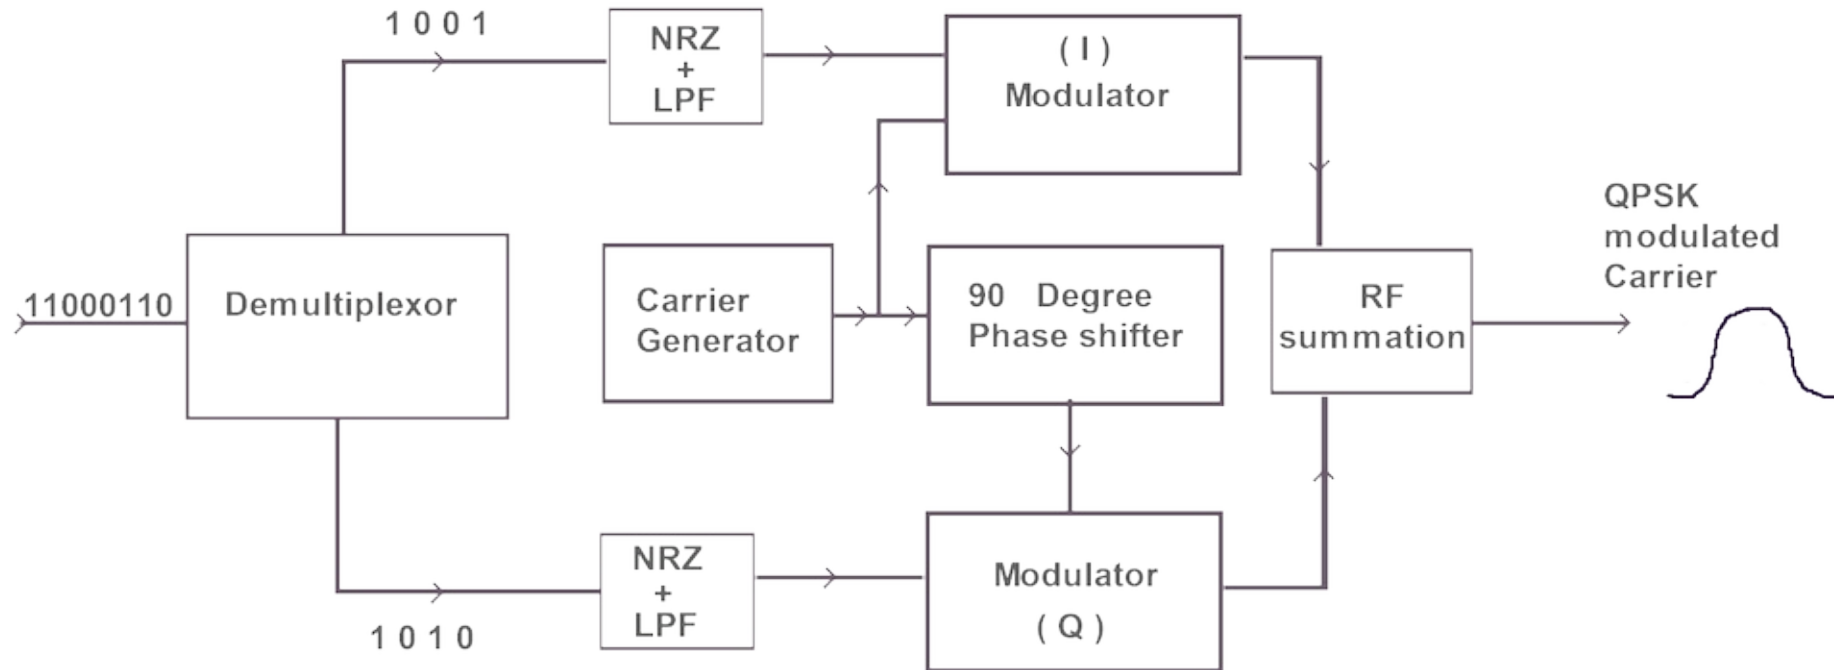 1 0 0 1
NRZ
+
LPF
( I )
Modulator
11000110
Demultiplexor
Carrier
Generator
90 Degree
Phase shifter
RF
summation
QPSK
modulated
Carrier
NRZ
+
LPF
1 0 1 0
Modulator
( Q )